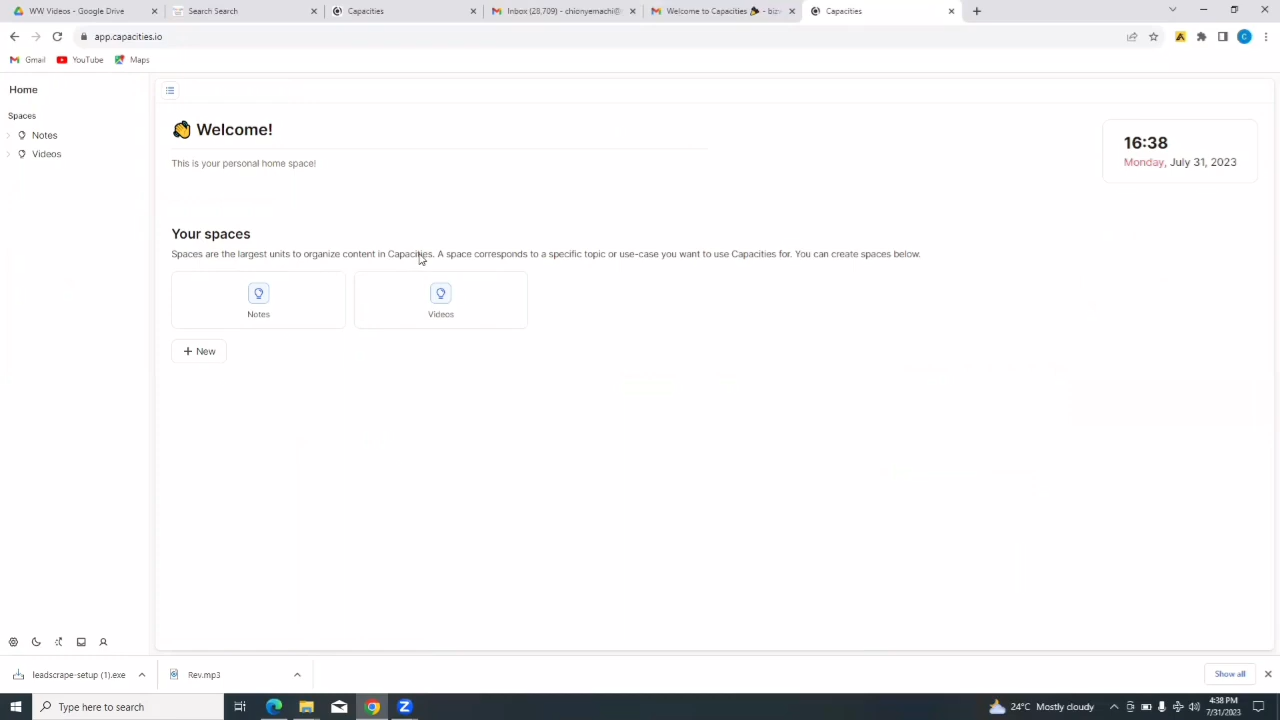 WW Videos - Google Drive
Search Search
Capacities
Inbox (28,709) - chionyemachi@
Welcome to Capacities 🎉 - biz
Capacities
app.capacities.io
C
Gmail
YouTube
Maps
Home
Spaces
Notes
Videos
👋 Welcome!
This is your personal home space!
16:38
Monday, July 31, 2023
Your spaces
Spaces are the largest units to organize content in Capacities. A space corresponds to a specific topic or use-case you want to use Capacities for. You can create spaces below.
Notes
Videos
+ New
leadscrape-setup (1).exe
Rev.mp3
Show all
Type here to search
Z
24°C Mostly cloudy
4:38 PM
7/31/2023